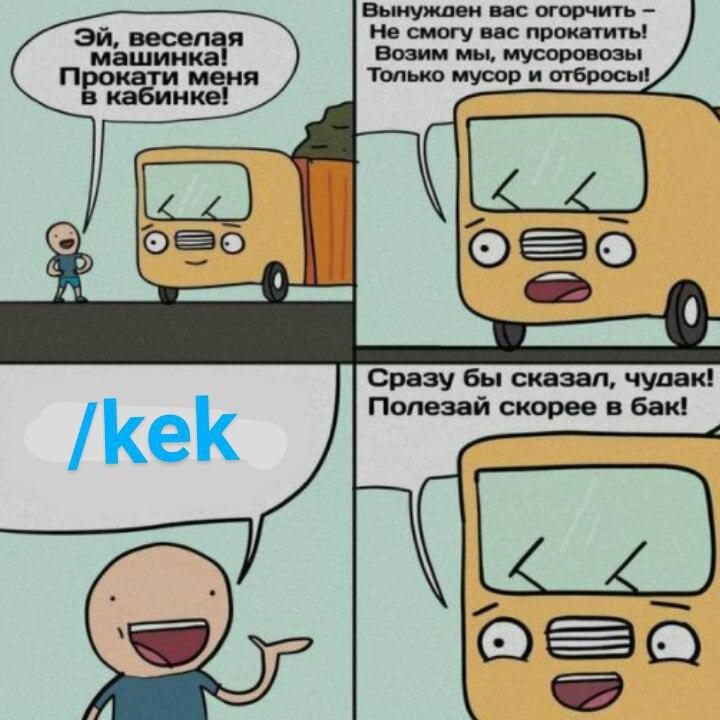 Эй, веселая
машинка!
Прокати меня
в кабинке!
Вынужден вас огорчить –
Не смогу вас прокатить!
Возим мы, мусоровозы
Только мусор и отбросы!
/kek
Сразу бы сказал, чудак!
Полезай скорее в бак!